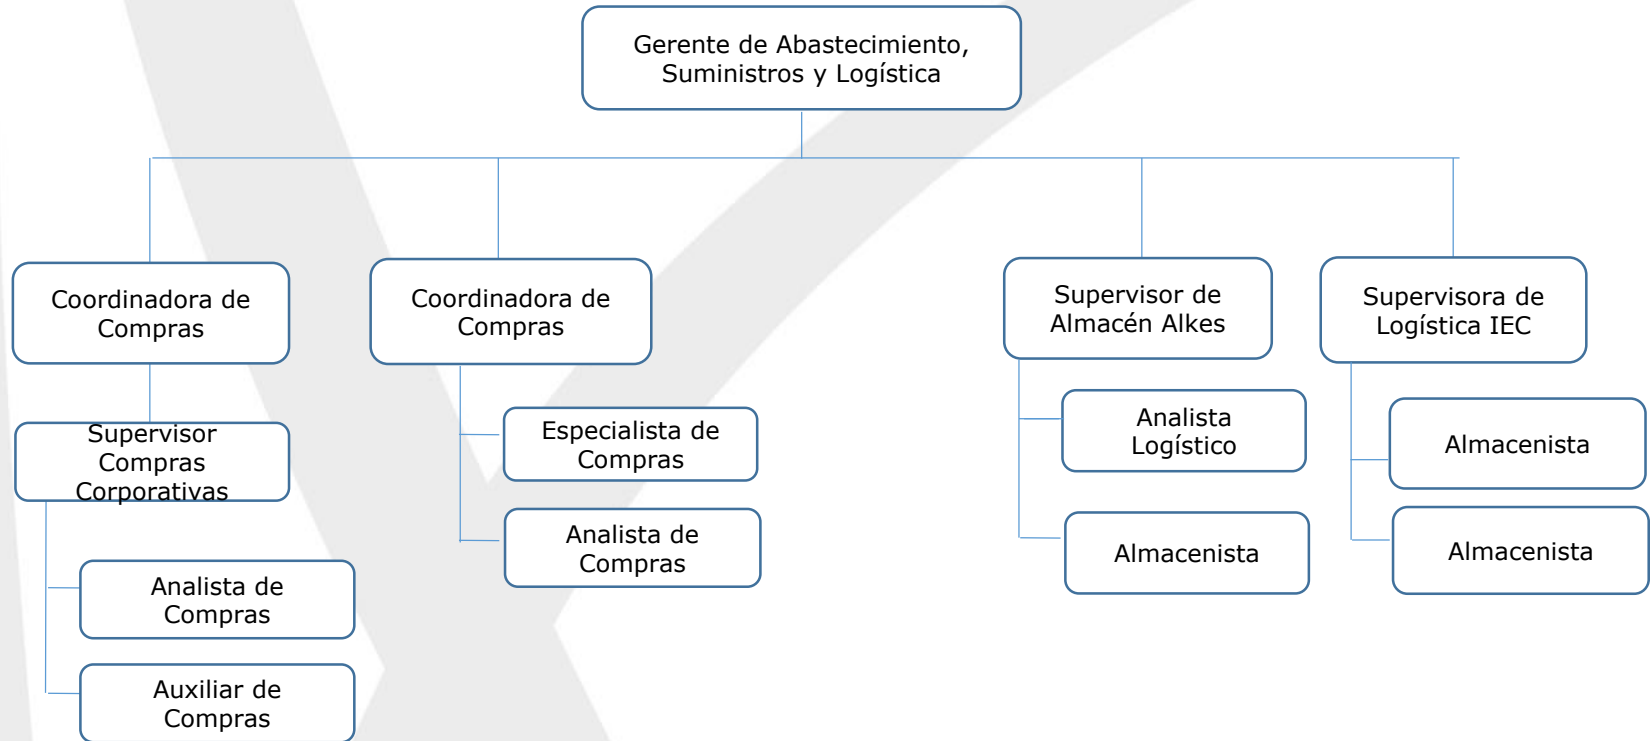 Gerente de Abastecimiento,
Suministros y Logística
Coordinadora de
Compras
Coordinadora de
Compras
Supervisor de
Almacén Alkes
Supervisora de
Logística IEC
Supervisor
Compras
Corporativas
Analista de
Compras
Auxiliar de
Compras
Especialista de
Compras
Analista de
Compras
Analista
Logístico
Almacenista
Almacenista
Almacenista